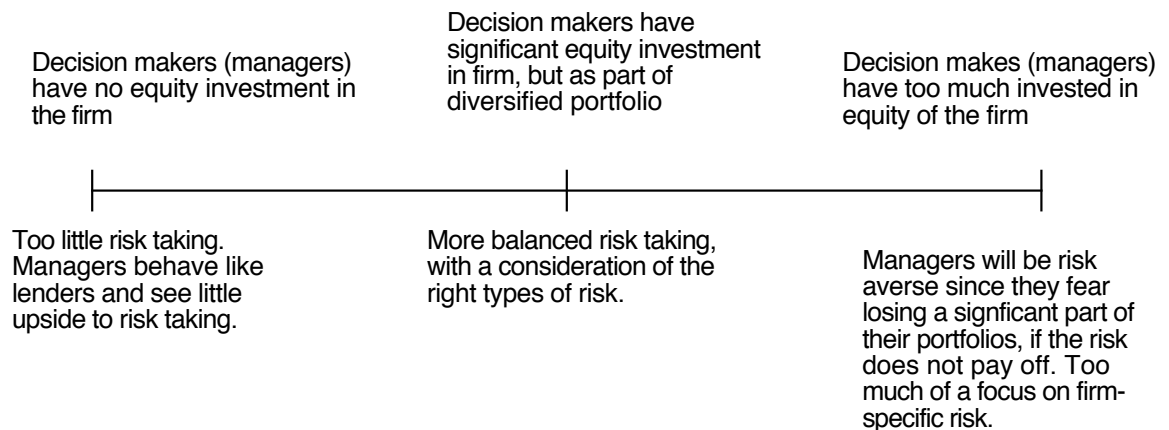 Decision makers (managers)
have no equity investment in
the firm
Decision makers have
significant equity investment
in firm, but as part of
diversified portfolio
Decision makes (managers)
have too much invested in
equity of the firm
Too little risk taking.
Managers behave like
lenders and see little
upside to risk taking.
More balanced risk taking,
with a consideration of the
right types of risk.
Managers will be risk
averse since they fear
losing a signficant part of
their portfolios, if the risk
does not pay off. Too
much of a focus on firm-
specific risk.